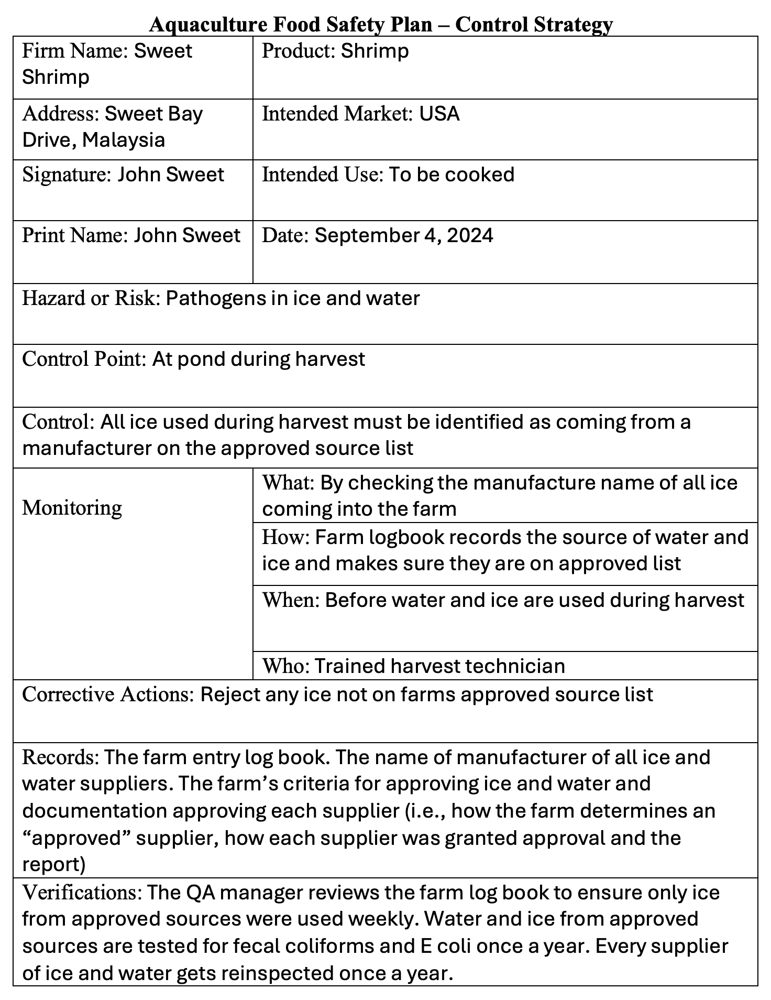 Aquaculture Food Safety Plan – Control Strategy
Firm Name: Sweet
Shrimp
Product: Shrimp
Address: Sweet Bay
Drive, Malaysia
Intended Market: USA
Signature: John Sweet
Intended Use: To be cooked
Print Name: John Sweet
Date: September 4, 2024
Hazard or Risk: Pathogens in ice and water
Control Point: At pond during harvest
Control: All ice used during harvest must be identified as coming from a
manufacturer on the approved source list
Monitoring
What: By checking the manufacture name of all ice
coming into the farm
How: Farm logbook records the source of water and
ice and makes sure they are on approved list
When: Before water and ice are used during harvest
Who: Trained harvest technician
Corrective Actions: Reject any ice not on farms approved source list
Records: The farm entry log book. The name of manufacturer of all ice and
water suppliers. The farm’s criteria for approving ice and water and
documentation approving each supplier (i.e., how the farm determines an
“approved” supplier, how each supplier was granted approval and the
report)
Verifications: The QA manager reviews the farm log book to ensure only ice
from approved sources were used weekly. Water and ice from approved
sources are tested for fecal coliforms and E coli once a year. Every supplier
of ice and water gets reinspected once a year.